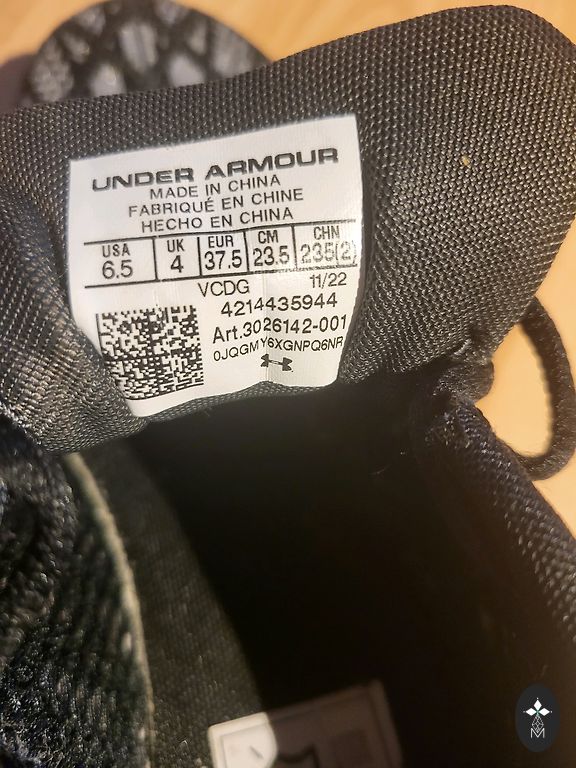 UNDER ARMOUR
MADE IN CHINA
FABRIQUÉ EN CHINE
HECHO EN CHINA
USA UK EUR CM CHN
6.5 4 37.5 23.5 235(2)
VCDG 11/22
4214435944
Art.3026142-001
0JQGMY6XGNPQ6NR